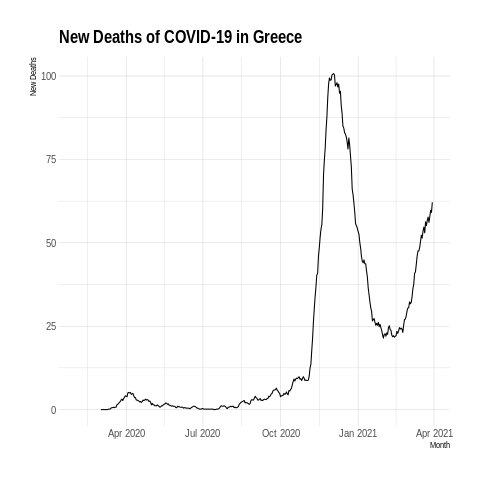 New Deaths of COVID-19 in Greece
New Deaths
100
75
50
25
0
Apr 2020
Jul 2020
Oct 2020
Jan 2021
Apr 2021
Month